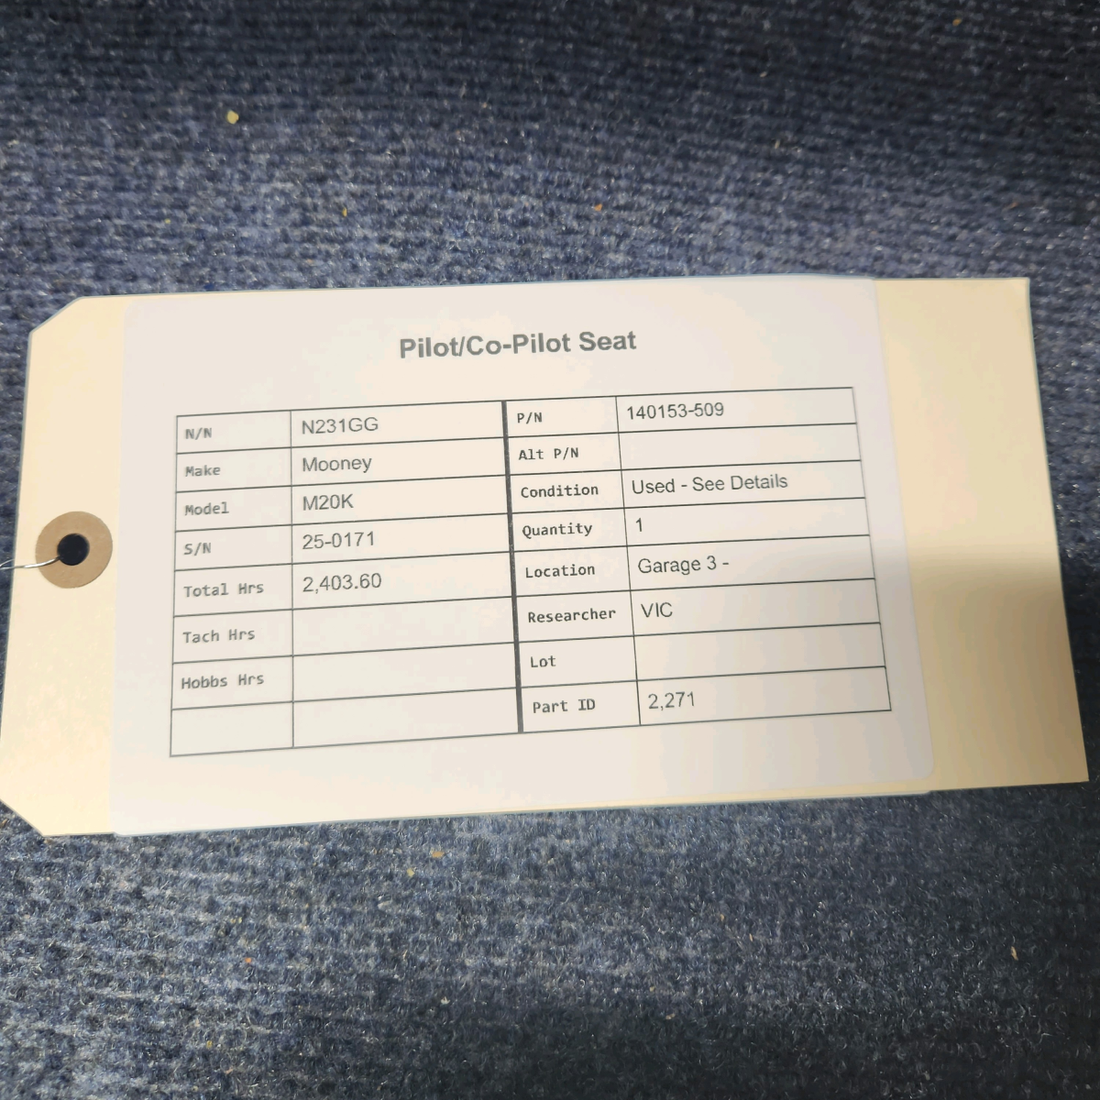 Pilot/Co-Pilot Seat
N/N N231GG P/N 140153-509
Make Mooney Alt P/N
Model M20K Condition Used - See Details
S/N 25-0171 Quantity 1
Total Hrs 2,403.60 Location Garage 3 -
Tach Hrs Researcher VIC
Hobbs Hrs Lot
Part ID 2,271